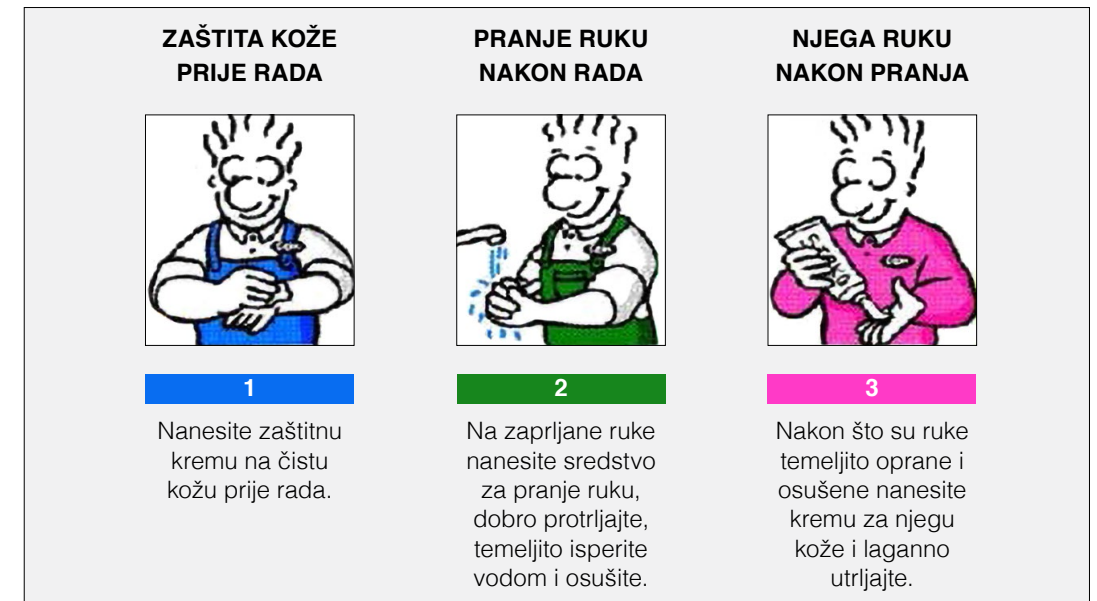 ZAŠTITA KOŽE
PRIJE RADA
PRANJE RUKU
NAKON RADA
NJEGA RUKU
NAKON PRANJA
1
Nanesite zaštitnu
kremu na čistu
kožu prije rada.
2
Na zaprljane ruke
nanesite sredstvo
za pranje ruku,
dobro protrljajte,
temeljito isperite
vodom i osušite.
3
Nakon što su ruke
temeljito oprane i
osušene nanesite
kremu za njegu
kože i laganno
utrljajte.